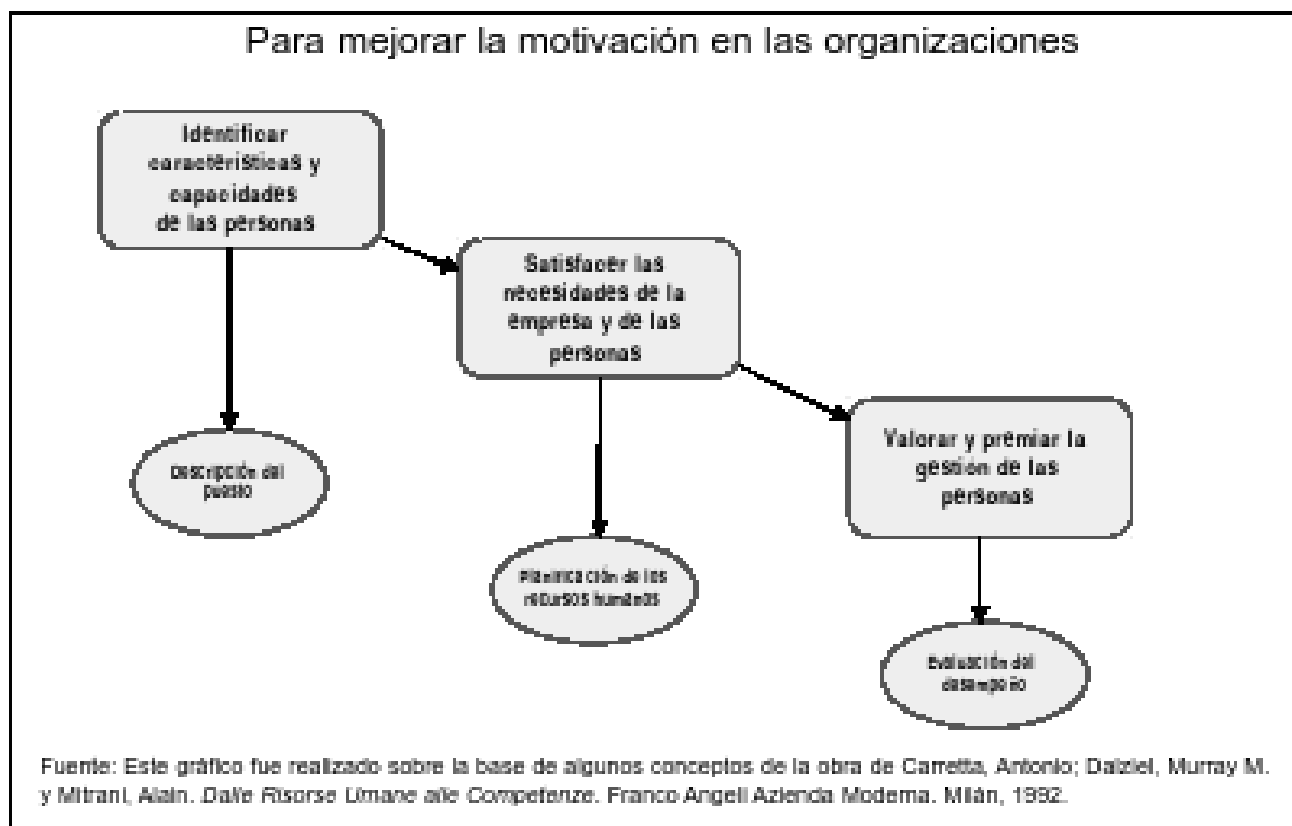 Para mejorar la motivación en las organizaciones
Identificar
características y
capacidades
de las personas
Satisfacer las
necesidades de la
empresa y de las
personas
Valorar y premiar la
gestión de las
personas
Descripción del
puesto
Planificación de los
recursos humanos
Evaluación del
desempeño
Fuente: Este gráfico fue realizado sobre la base de algunos conceptos de la obra de Carretta, Antonio; Dalziel, Murray M.
y Mitrani, Alain. Dalle Risorse Umane alle Competenze. Franco Angeli Azienda Moderna. Milán, 1992.